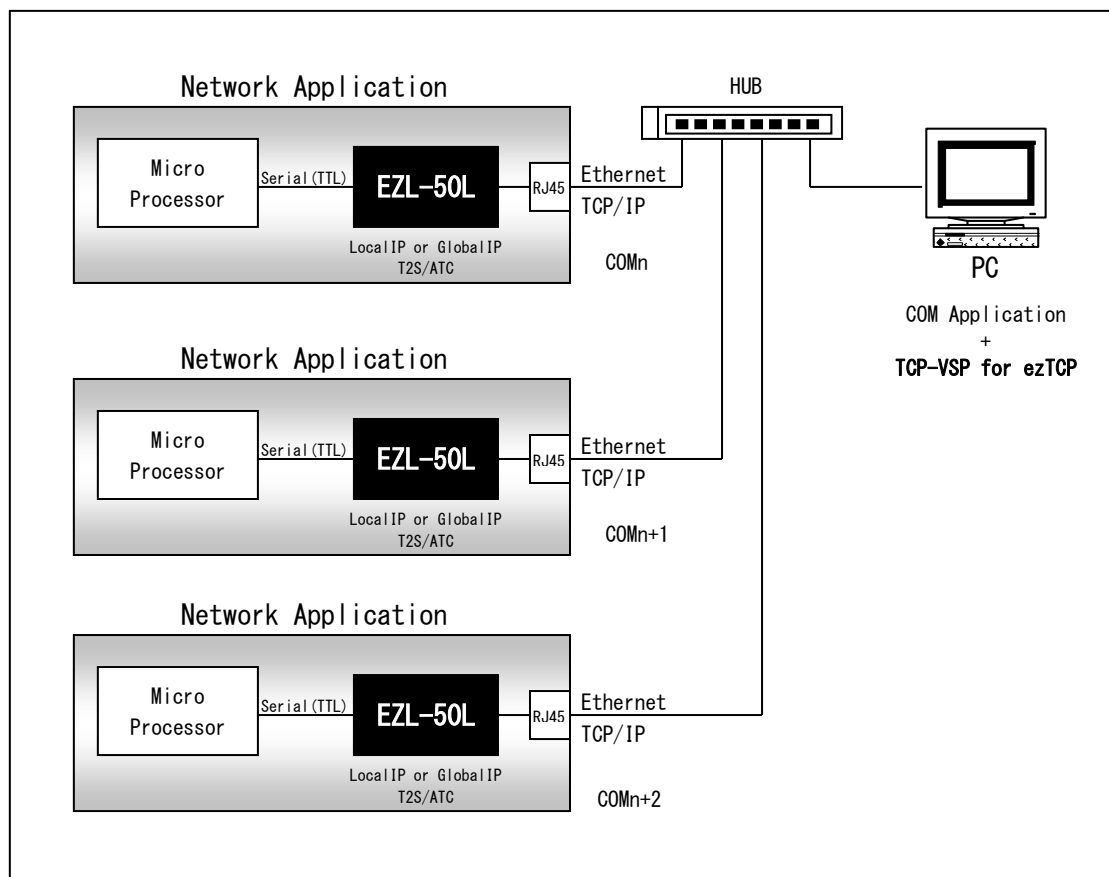 Network Application
HUB
Micro
Processor
Serial(TTL)
EZL-50L
RJ45
Ethernet
TCP/IP
LocalIP or GlobalIP
T2S/ATC
COMn
PC
COM Application
+
TCP-VSP for ezTCP
Network Application
Micro
Processor
Serial(TTL)
EZL-50L
RJ45
Ethernet
TCP/IP
LocalIP or GlobalIP
T2S/ATC
COMn+1
Network Application
Micro
Processor
Serial(TTL)
EZL-50L
RJ45
Ethernet
TCP/IP
LocalIP or GlobalIP
T2S/ATC
COMn+2